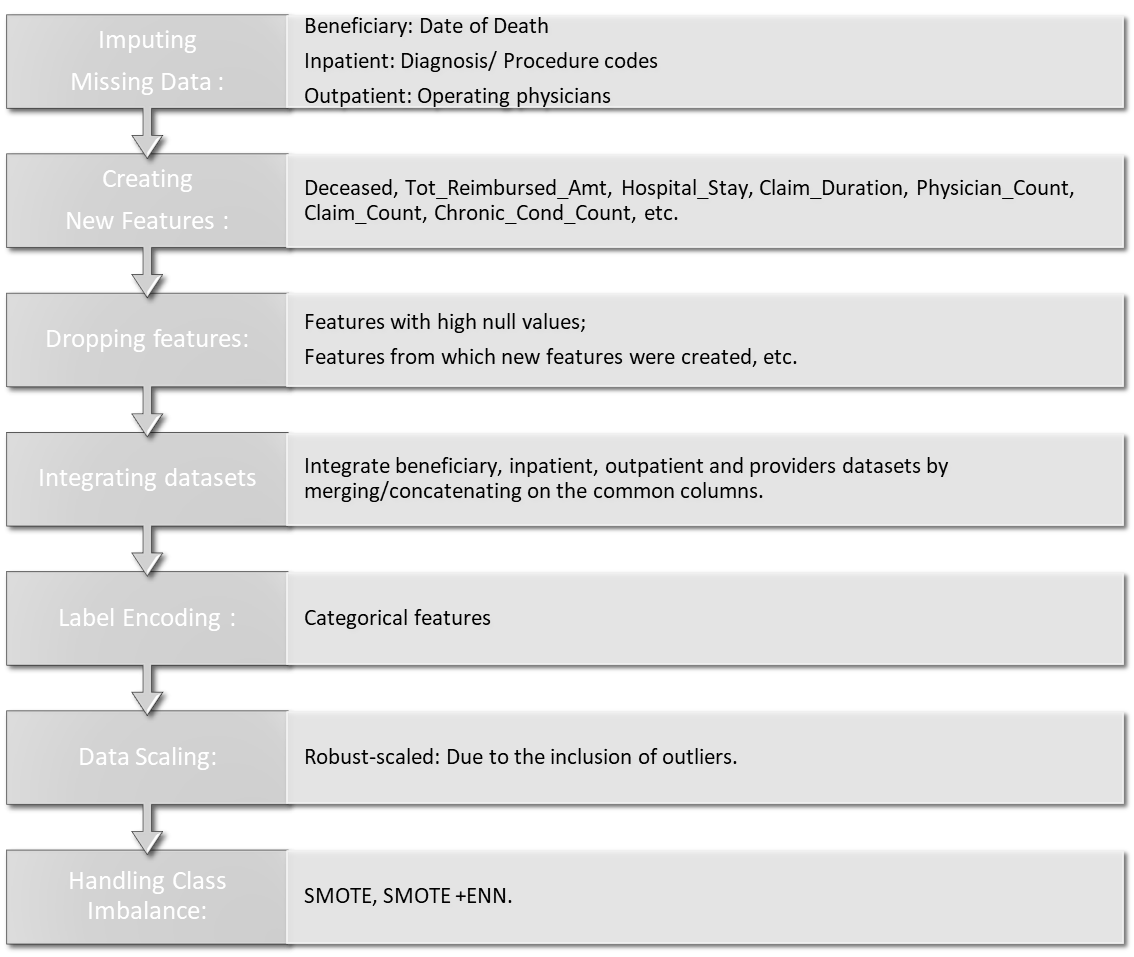 Imputing
Missing Data :
Beneficiary: Date of Death
Inpatient: Diagnosis/ Procedure codes
Outpatient: Operating physicians
Creating
New Features :
Deceased, Tot_Reimbursed_Amt, Hospital_Stay, Claim_Duration, Physician_Count,
Claim_Count, Chronic_Cond_Count, etc.
Dropping features:
Features with high null values;
Features from which new features were created, etc.
Integrating datasets
Integrate beneficiary, inpatient, outpatient and providers datasets by
merging/concatenating on the common columns.
Label Encoding :
Categorical features
Data Scaling:
Robust-scaled: Due to the inclusion of outliers.
Handling Class
Imbalance:
SMOTE, SMOTE +ENN.